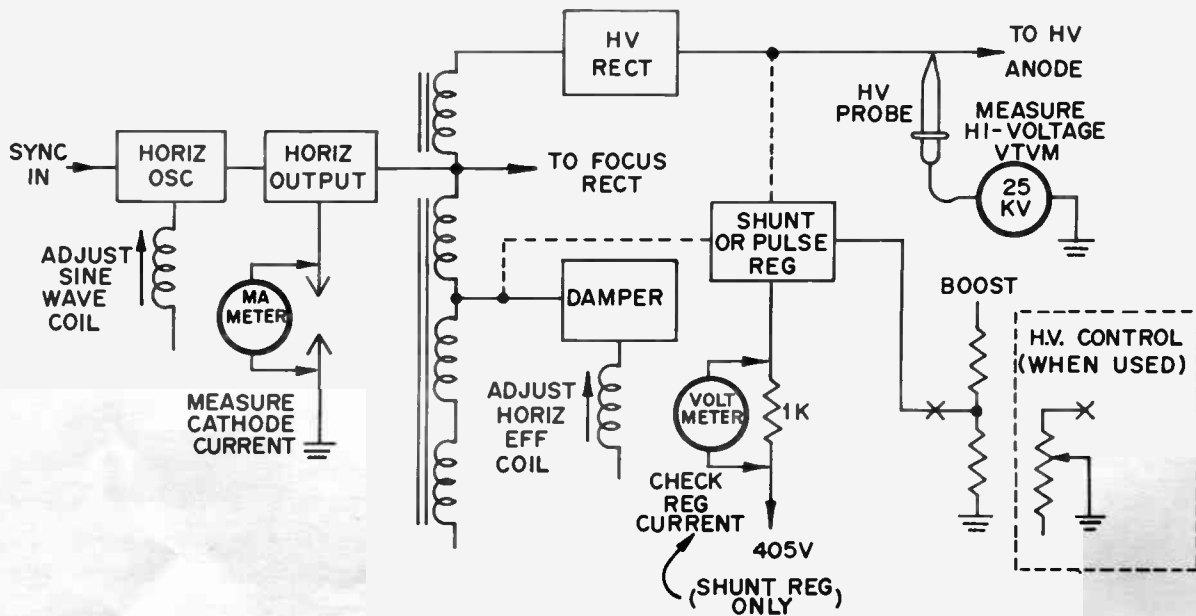 HV
RECT
TO HV
ANODE
HV
PROBE
MEASURE
HI-VOLTAGE
VTVM
25
KV
SYNC
IN
HORIZ
OSC
HORIZ
OUTPUT
TO FOCUS
RECT
SHUNT
OR PULSE
REG
ADJUST
SINE
WAVE
COIL
MA
METER
MEASURE
CATHODE
CURRENT
DAMPER
ADJUST
HORIZ
EFF
COIL
VOLT
METER
1K
CHECK
REG
CURRENT
(SHUNT REG
ONLY)
405V
BOOST
H.V. CONTROL
(WHEN USED)